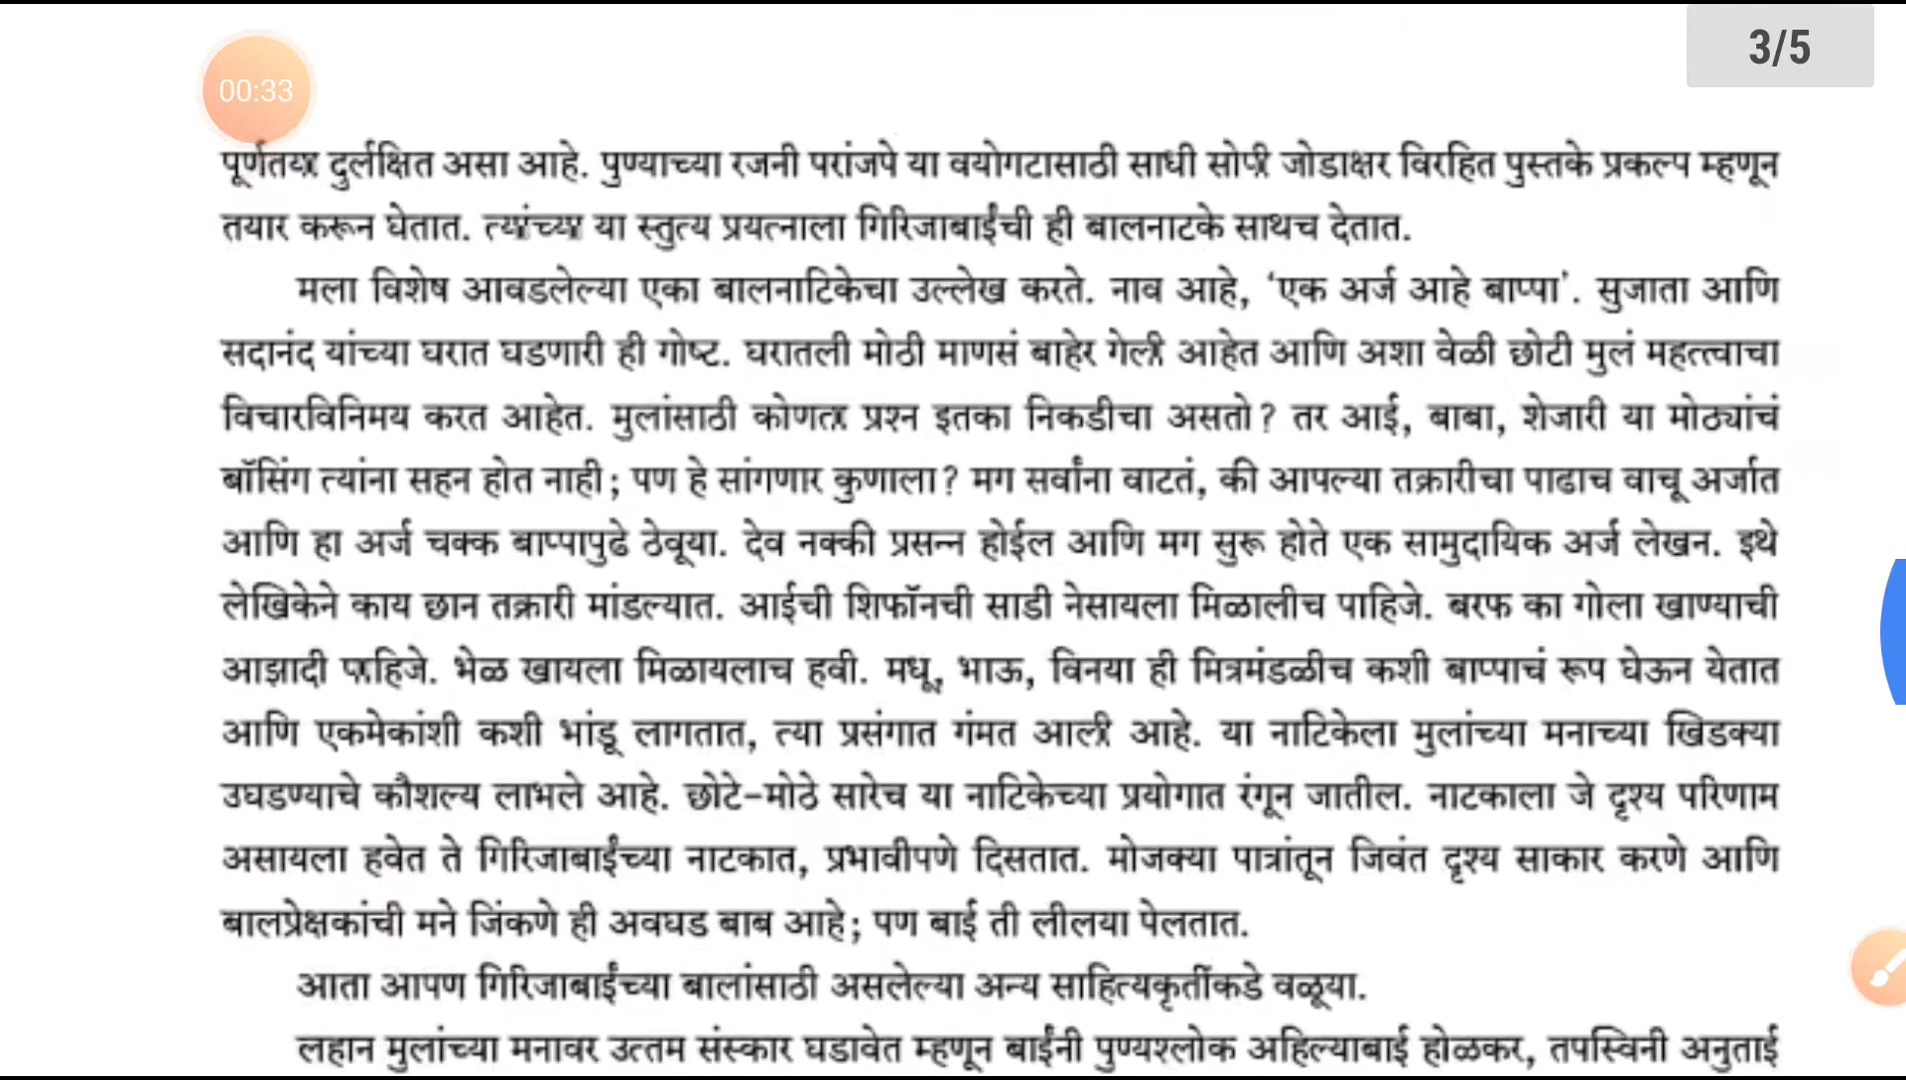 3/5
00:33
पूर्णतया दुर्लक्षित असा आहे. पुण्याच्या रजनी परांजपे या वयोगटासाठी साधी सोपी जोडाक्षर विरहित पुस्तके प्रकल्प म्हणून
तयार करून घेतात. त्यांच्या या स्तुत्य प्रयत्नाला गिरिजाबाईंची ही बालनाटके साथच देतात.
मला विशेष आवडलेल्या एका बालनाटिकेचा उल्लेख करते. नाव आहे, ‘एक अर्ज आहे बाप्पा’. सुजाता आणि
सदानंद यांच्या घरात घडणारी ही गोष्ट. घरातली मोठी माणसं बाहेर गेली आहेत आणि अशा वेळी छोटी मुलं महत्त्वाचा
विचारविनिमय करत आहेत. मुलांसाठी कोणता प्रश्न इतका निकडीचा असतो? तर आई, बाबा, शेजारी या मोठ्यांचं
बॉसिंग त्यांना सहन होत नाही; पण हे सांगणार कुणाला? मग सर्वांना वाटतं, की आपल्या तक्रारीचा पाढाच वाचू अर्जात
आणि हा अर्ज चक्क बाप्पापुढे ठेवूया. देव नक्की प्रसन्न होईल आणि मग सुरू होते एक सामुदायिक अर्ज लेखन. इथे
लेखिकेने काय छान तक्रारी मांडल्यात. आईची शिफॉनची साडी नेसायला मिळालीच पाहिजे. बरफ का गोला खाण्याची
आझादी पाहिजे. भेळ खायला मिळायलाच हवी. मधू, भाऊ, विनया ही मित्रमंडळीच कशी बाप्पाचं रूप घेऊन येतात
आणि एकमेकांशी कशी भांडू लागतात, त्या प्रसंगात गंमत आली आहे. या नाटिकेला मुलांच्या मनाच्या खिडक्या
उघडण्याचे कौशल्य लाभले आहे. छोटे-मोठे सारेच या नाटिकेच्या प्रयोगात रंगून जातील. नाटकाला जे दृश्य परिणाम
असायला हवेत ते गिरिजाबाईंच्या नाटकात, प्रभावीपणे दिसतात. मोजक्या पात्रांतून जिवंत दृश्य साकार करणे आणि
बालप्रेक्षकांची मने जिंकणे ही अवघड बाब आहे; पण बाई ती लीलया पेलतात.
आता आपण गिरिजाबाईंच्या बालांसाठी असलेल्या अन्य साहित्यकृतींकडे वळूया.
लहान मुलांच्या मनावर उत्तम संस्कार घडावेत म्हणून बाईंनी पुण्यश्लोक अहिल्याबाई होळकर, तपस्विनी अनुताई